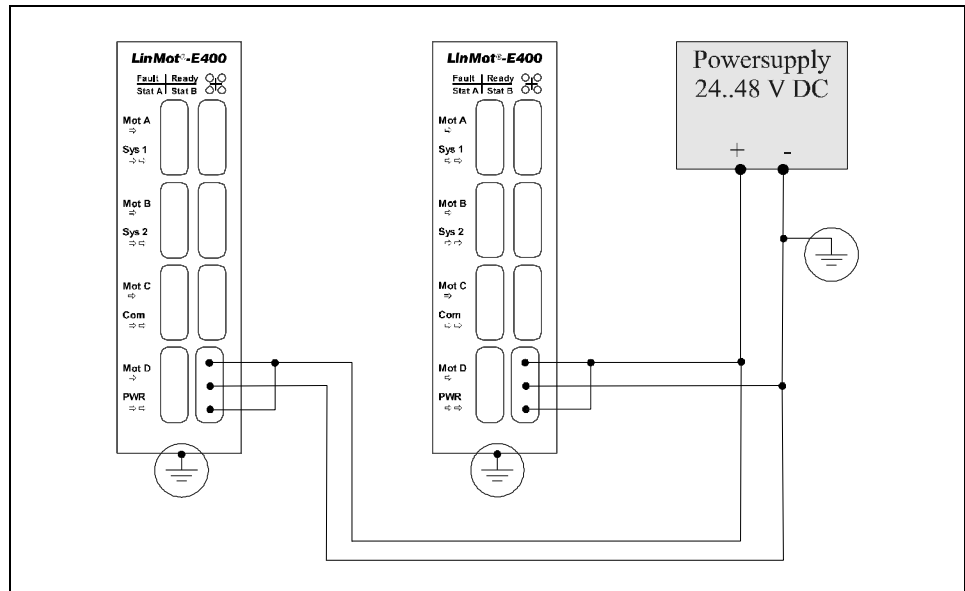 LinMot®-E400
Fault Ready
Stat A Stat B
Mot A
Sys 1
Mot B
Sys 2
Mot C
Com
Mot D
PWR
LinMot®-E400
Fault Ready
Stat A Stat B
Mot A
Sys 1
Mot B
Sys 2
Mot C
Com
Mot D
PWR
Powersupply
24..48 V DC
+ -